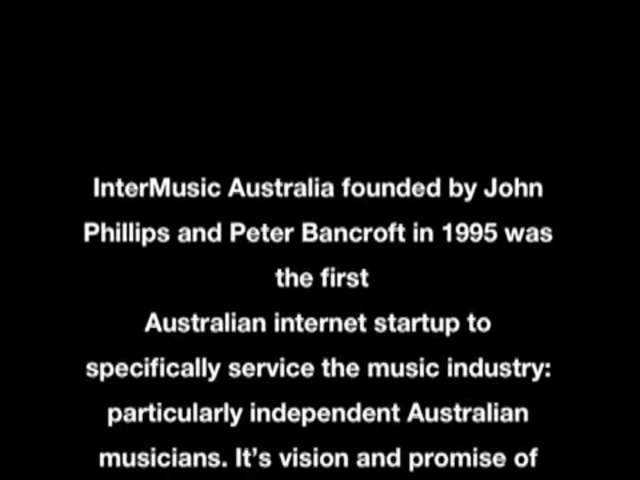 InterMusic Australia founded by John
Phillips and Peter Bancroft in 1995 was
the first
Australian internet startup to
specifically service the music industry:
particularly independent Australian
musicians. It's vision and promise of